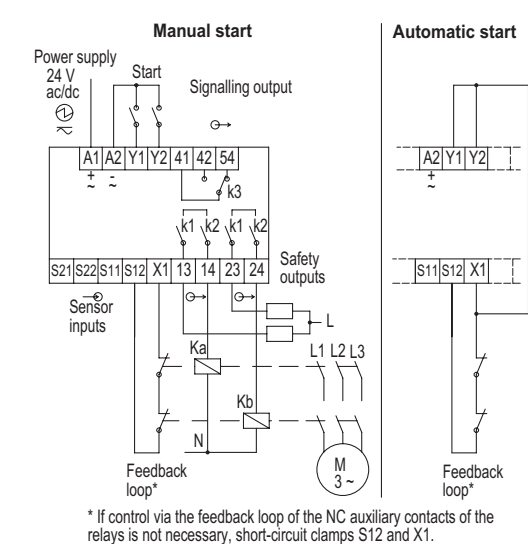 Manual start
Automatic start
Power supply
24 V
ac/dc
Start
Signalling output
A1 A2 Y1 Y2 41 42 54
+ -
~ ~
k3
k1 k2 k1 k2
S21 S22 S11 S12 X1 13 14 23 24
Safety
outputs
Sensor
inputs
L
Ka
L1 L2 L3
Kb
N
M
3 ~
Feedback
loop*
A2 Y1 Y2
+
~
S11 S12 X1
Feedback
loop*
* If control via the feedback loop of the NC auxiliary contacts of the
relays is not necessary, short-circuit clamps S12 and X1.